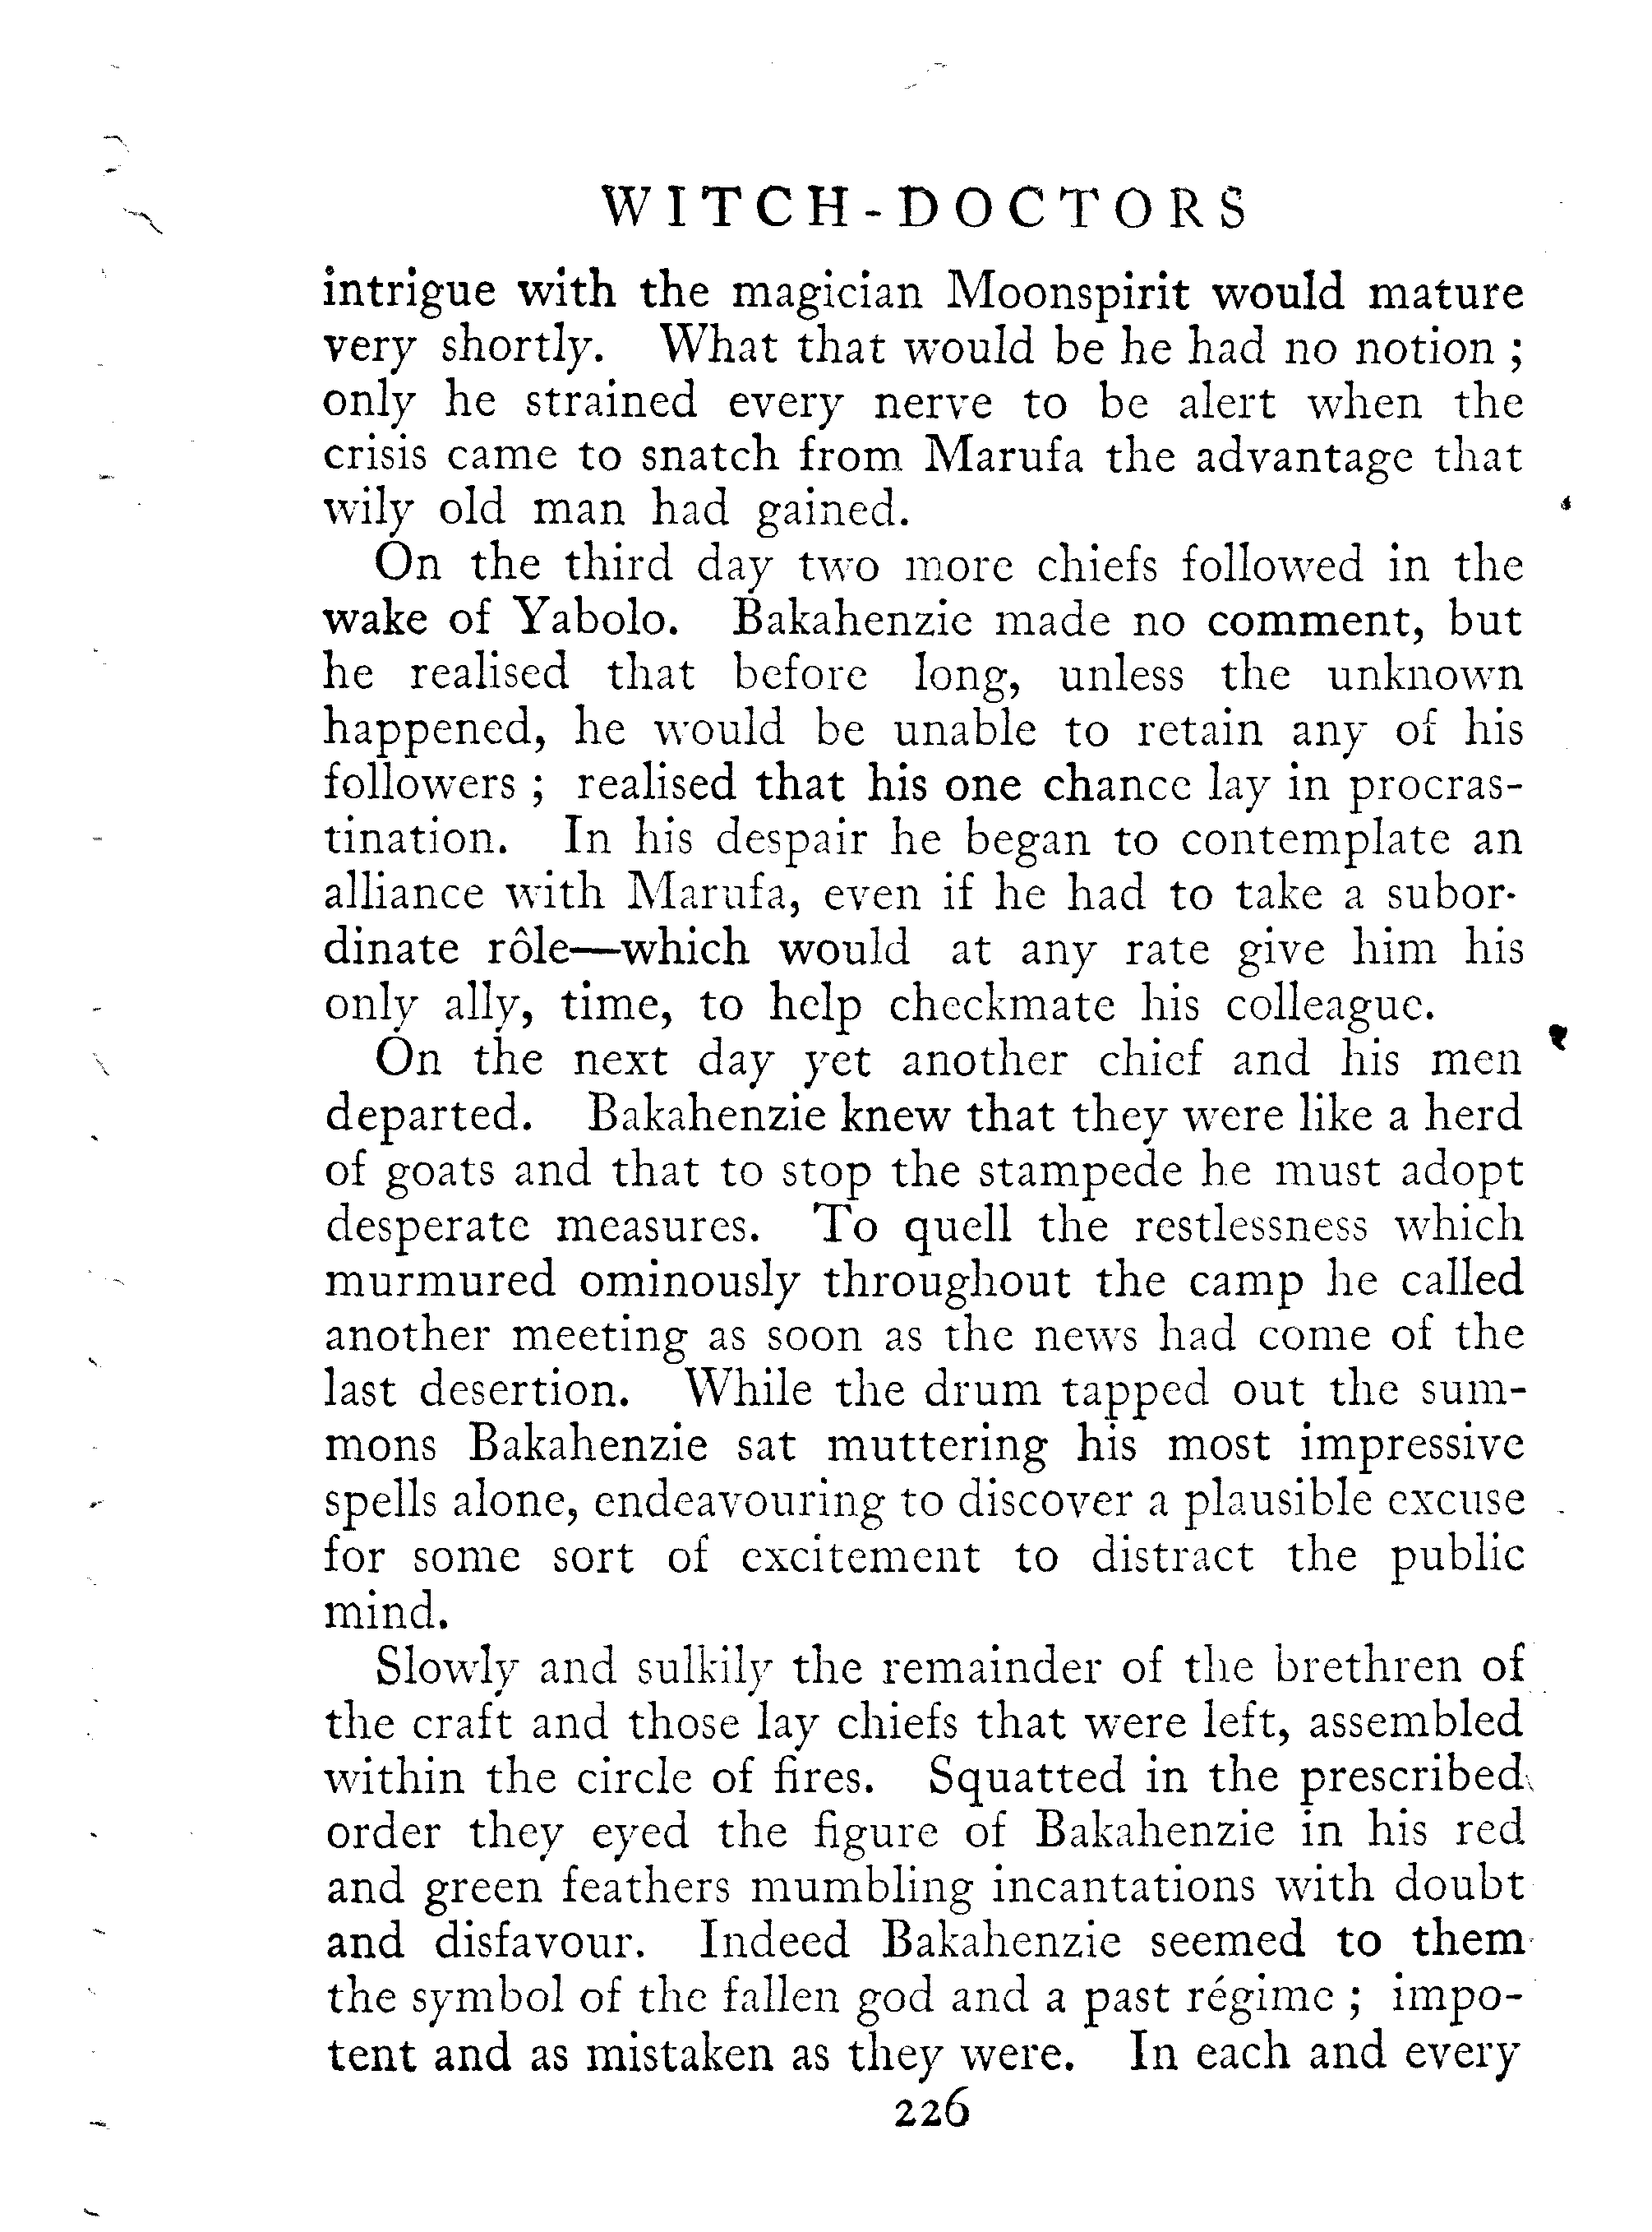 WITCH-DOCTORS
intrigue with the magician Moonspirit would mature
very shortly. What that would be he had no notion ;
only he strained every nerve to be alert when the
crisis came to snatch from Marufa the advantage that
wily old man had gained.
On the third day two more chiefs followed in the
wake of Yabolo. Bakahenzie made no comment, but
he realised that before long, unless the unknown
happened, he would be unable to retain any of his
followers ; realised that his one chance lay in procras-
tination. In his despair he began to contemplate an
alliance with Marufa, even if he had to take a subor-
dinate rôle—which would at any rate give him his
only ally, time, to help checkmate his colleague.
On the next day yet another chief and his men
departed. Bakahenzie knew that they were like a herd
of goats and that to stop the stampede he must adopt
desperate measures. To quell the restlessness which
murmured ominously throughout the camp he called
another meeting as soon as the news had come of the
last desertion. While the drum tapped out the sum-
mons Bakahenzie sat muttering his most impressive
spells alone, endeavouring to discover a plausible excuse
for some sort of excitement to distract the public
mind.
Slowly and sulkily the remainder of the brethren of
the craft and those lay chiefs that were left, assembled
within the circle of fires. Squatted in the prescribed
order they eyed the figure of Bakahenzie in his red
and green feathers mumbling incantations with doubt
and disfavour. Indeed Bakahenzie seemed to them
the symbol of the fallen god and a past régime ; impo-
tent and as mistaken as they were. In each and every
226